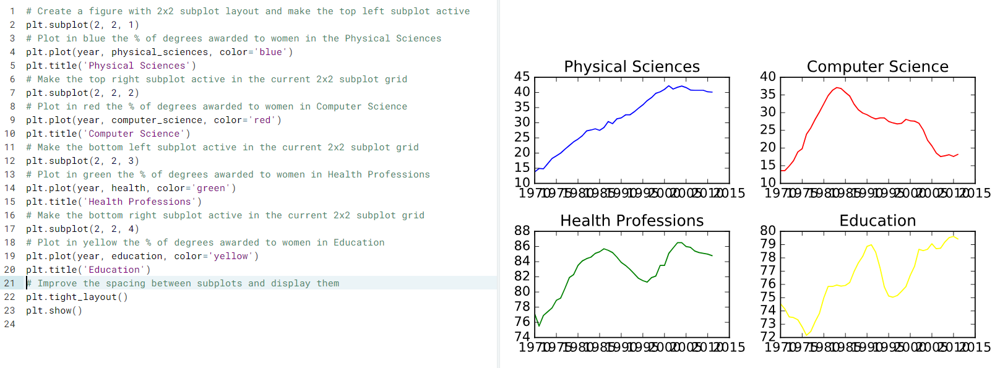 1 # Create a figure with 2x2 subplot layout and make the top left subplot active
2 plt.subplot(2, 2, 1)
3 # Plot in blue the % of degrees awarded to women in the Physical Sciences
4 plt.plot(year, physical_sciences, color='blue')
5 plt.title('Physical Sciences')
6 # Make the top right subplot active in the current 2x2 subplot grid
7 plt.subplot(2, 2, 2)
8 # Plot in red the % of degrees awarded to women in Computer Science
9 plt.plot(year, computer_science, color='red')
10 plt.title('Computer Science')
11 # Make the bottom left subplot active in the current 2x2 subplot grid
12 plt.subplot(2, 2, 3)
13 # Plot in green the % of degrees awarded to women in Health Professions
14 plt.plot(year, health, color='green')
15 plt.title('Health Professions')
16 # Make the bottom right subplot active in the current 2x2 subplot grid
17 plt.subplot(2, 2, 4)
18 # Plot in yellow the % of degrees awarded to women in Education
19 plt.plot(year, education, color='yellow')
20 plt.title('Education')
21 # Improve the spacing between subplots and display them
22 plt.tight_layout()
23 plt.show()
24
Physical Sciences
45
40
35
30
25
20
15
10
1970 1975 1980 1985 1990 1995 2000 2005 2010 2015
Computer Science
40
35
30
25
20
15
10
1970 1975 1980 1985 1990 1995 2000 2005 2010 2015
Health Professions
88
86
84
82
80
78
76
74
1970 1975 1980 1985 1990 1995 2000 2005 2010 2015
Education
80
79
78
77
76
75
74
73
72
1970 1975 1980 1985 1990 1995 2000 2005 2010 2015